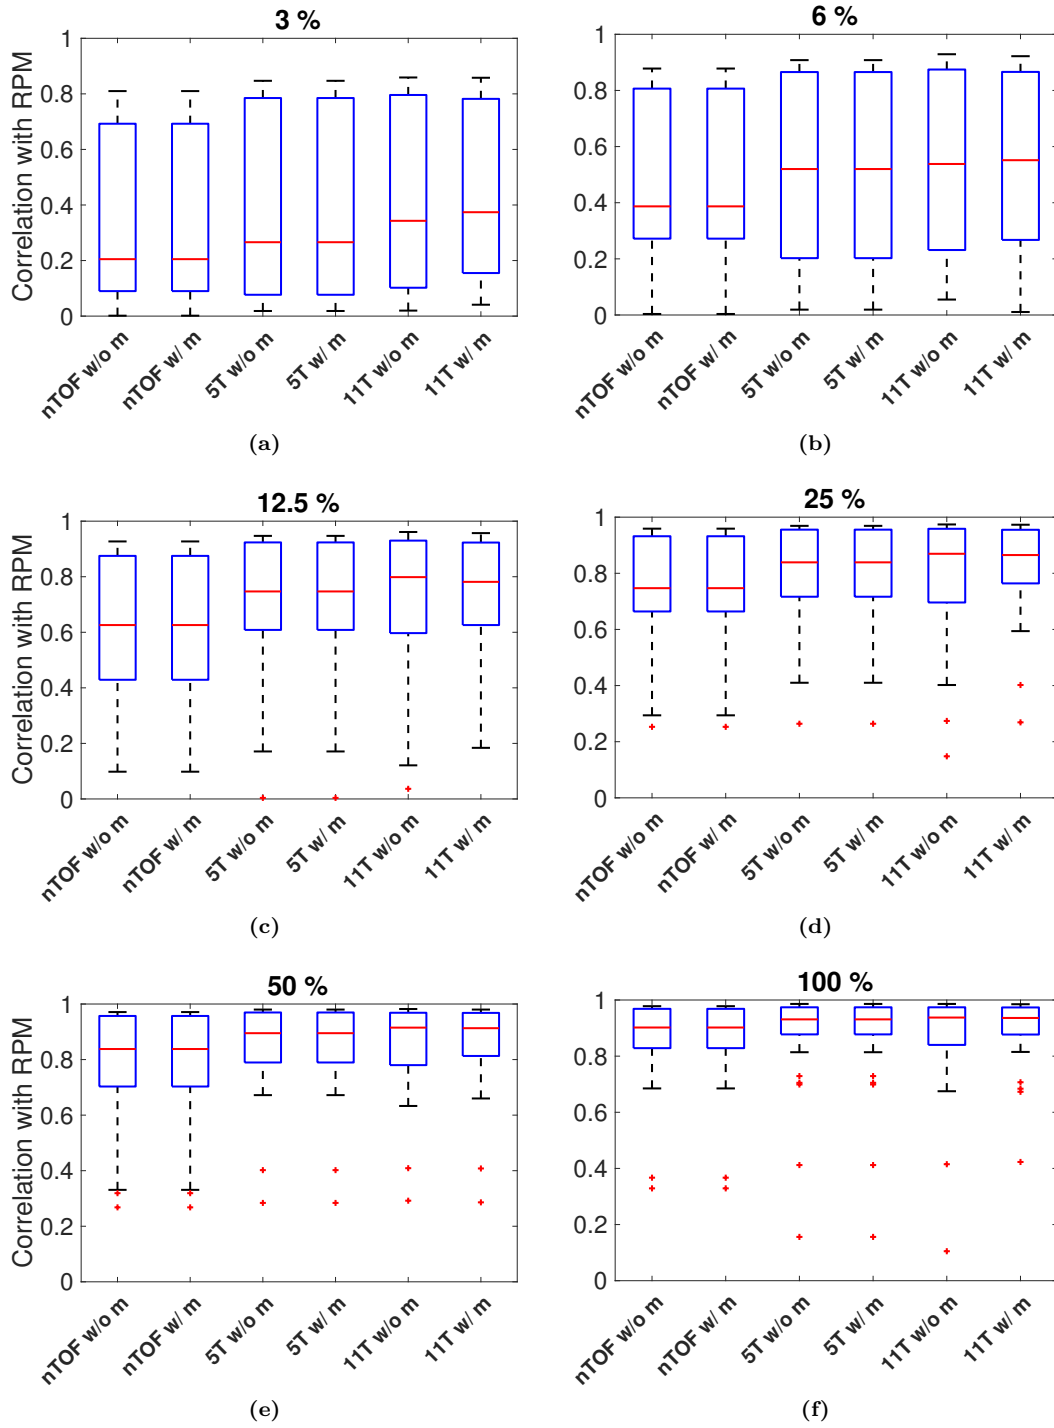 3 %
Correlation with RPM
1
0.8
0.6
0.4
0.2
0
nTOF w/o m
nTOF w/ m
5T w/o m
5T w/ m
11T w/o m
11T w/ m
(a)
6 %
1
0.8
0.6
0.4
0.2
0
nTOF w/o m
nTOF w/ m
5T w/o m
5T w/ m
11T w/o m
11T w/ m
(b)
12.5 %
Correlation with RPM
1
0.8
0.6
0.4
0.2
0
nTOF w/o m
nTOF w/ m
5T w/o m
5T w/ m
11T w/o m
11T w/ m
(c)
25 %
1
0.8
0.6
0.4
0.2
0
nTOF w/o m
nTOF w/ m
5T w/o m
5T w/ m
11T w/o m
11T w/ m
(d)
50 %
Correlation with RPM
1
0.8
0.6
0.4
0.2
0
nTOF w/o m
nTOF w/ m
5T w/o m
5T w/ m
11T w/o m
11T w/ m
(e)
100 %
1
0.8
0.6
0.4
0.2
0
nTOF w/o m
nTOF w/ m
5T w/o m
5T w/ m
11T w/o m
11T w/ m
(f)